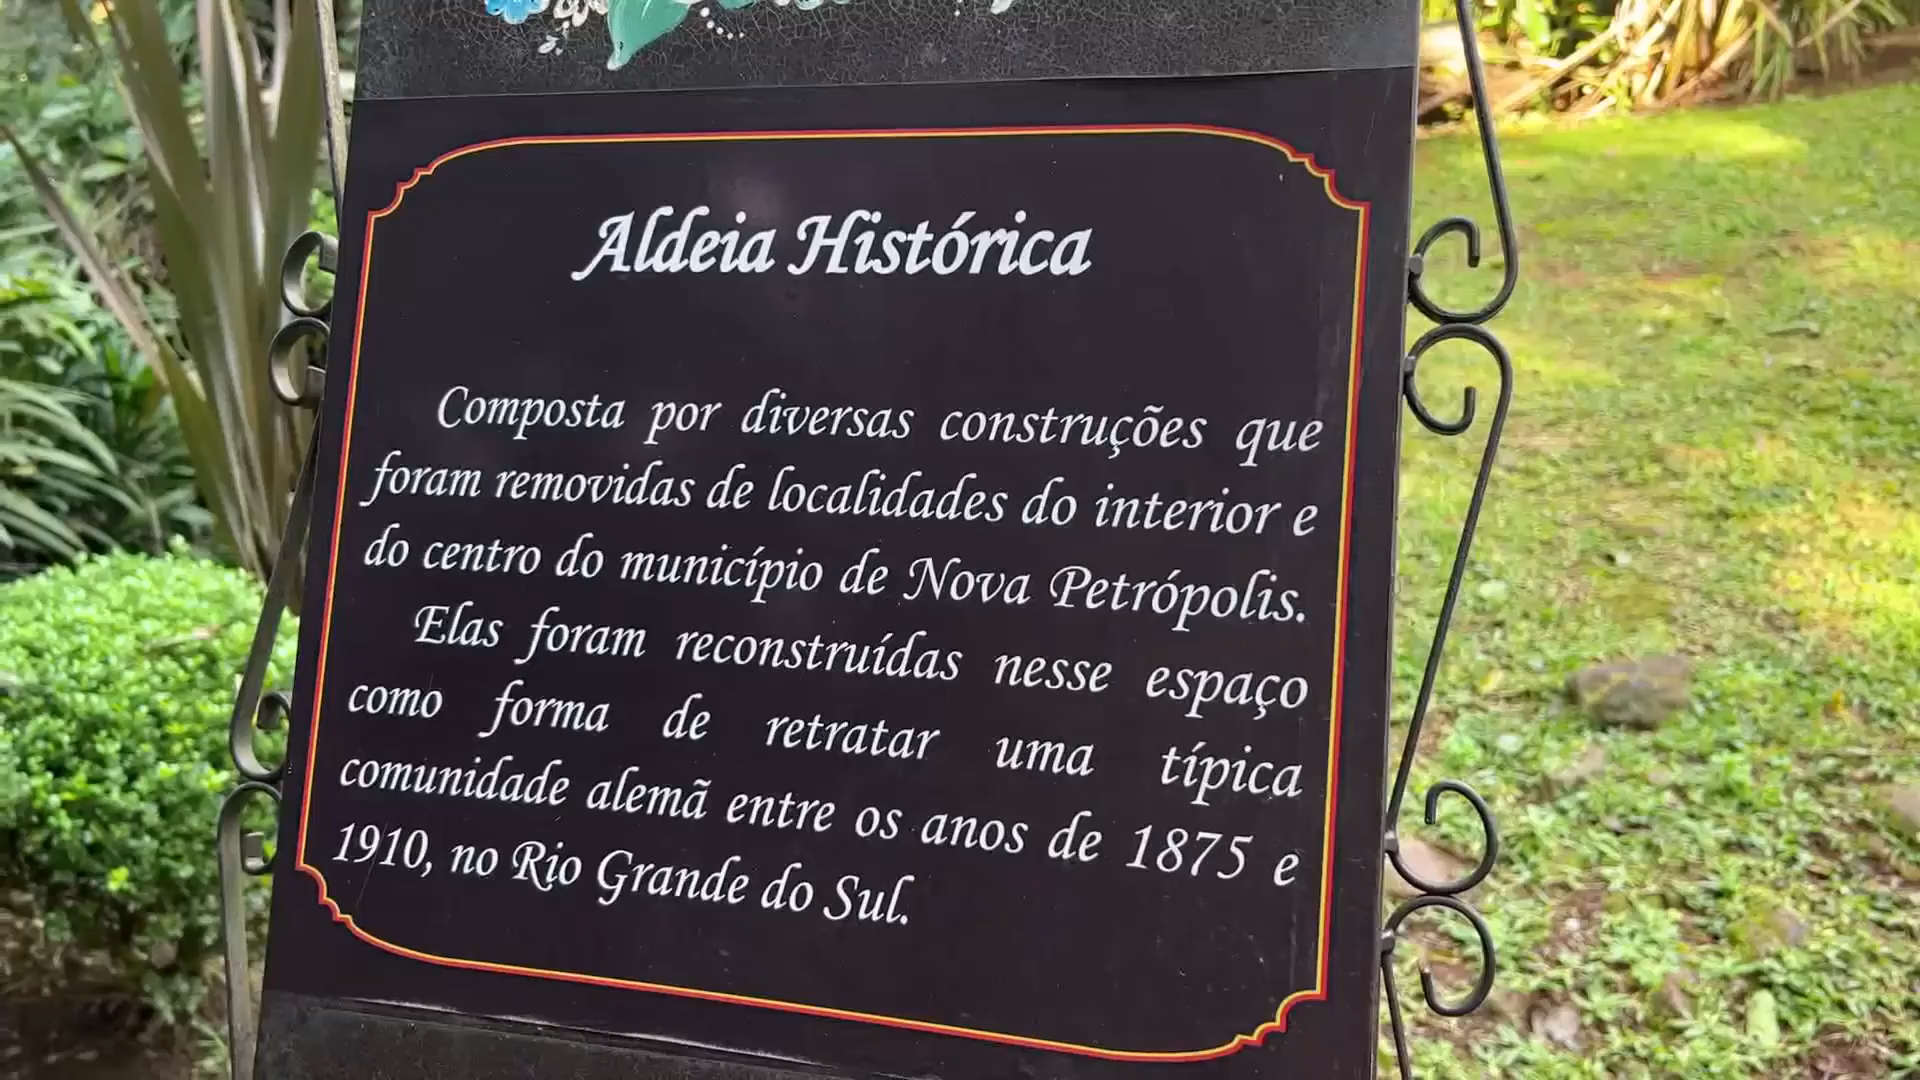 Aldeia Histórica
Composta por diversas construções que
foram removidas de localidades do interior e
do centro do município de Nova Petrópolis.
Elas foram reconstruídas nesse espaço
como forma de retratar uma típica
comunidade alemã entre os anos de 1875 e
1910, no Rio Grande do Sul.